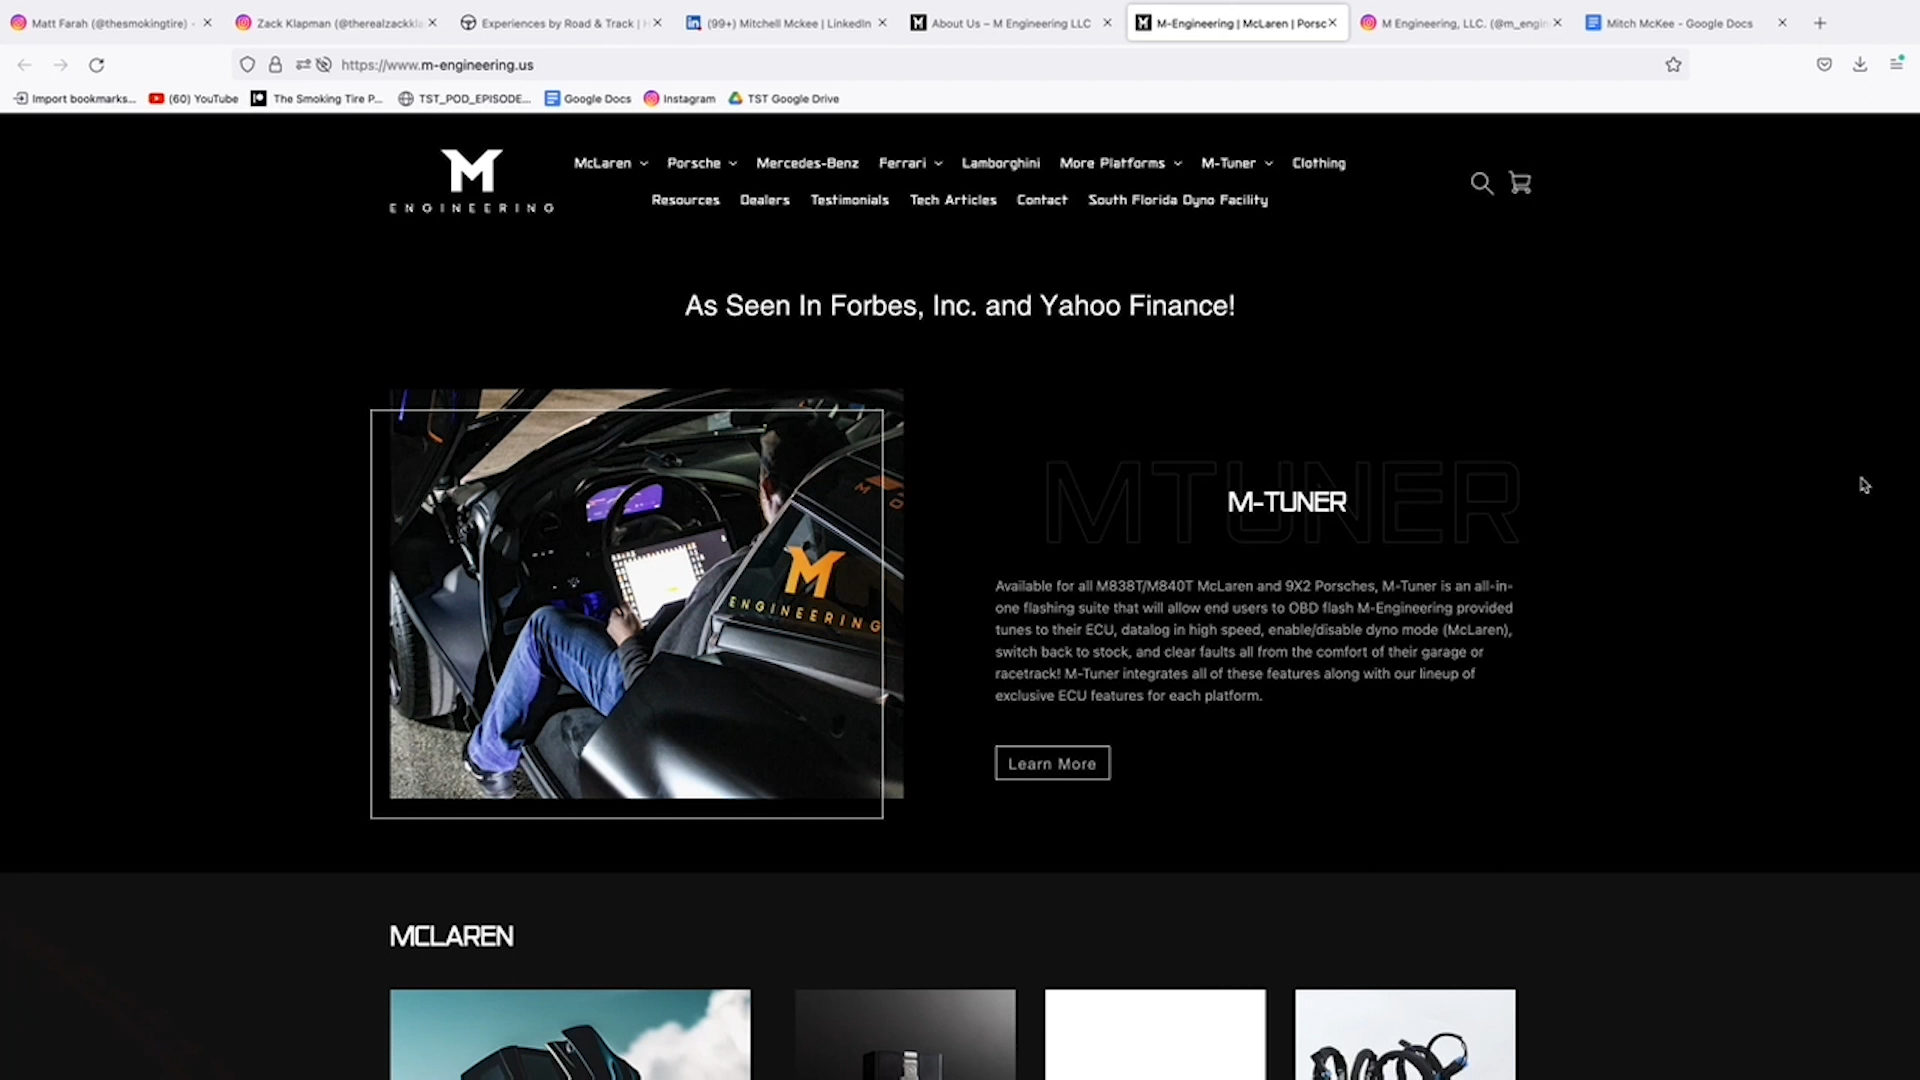 Matt Farah (@thesmokingtire) -
Zack Klapman (@therealzackkla
Experiences by Road & Track | H
(99+) Mitchell Mckee | LinkedIn
About Us – M Engineering LLC
M-Engineering | McLaren | Porsc
M Engineering, LLC. (@m_engin
Mitch McKee - Google Docs
https://www.m-engineering.us
Import bookmarks...
(60) YouTube
The Smoking Tire P...
TST_POD_EPISODE...
Google Docs
Instagram
TST Google Drive
M
ENGINEERING
McLaren
Porsche
Mercedes-Benz
Ferrari
Lamborghini
More Platforms
M-Tuner
Clothing
Resources
Dealers
Testimonials
Tech Articles
Contact
South Florida Dyno Facility
As Seen In Forbes, Inc. and Yahoo Finance!
M
ENGINEERING
MTUNER
M-TUNER
Available for all M838T/M840T McLaren and 9X2 Porsches, M-Tuner is an all-in-
one flashing suite that will allow end users to OBD flash M-Engineering provided
tunes to their ECU, datalog in high speed, enable/disable dyno mode (McLaren),
switch back to stock, and clear faults all from the comfort of their garage or
racetrack! M-Tuner integrates all of these features along with our lineup of
exclusive ECU features for each platform.
Learn More
MCLAREN